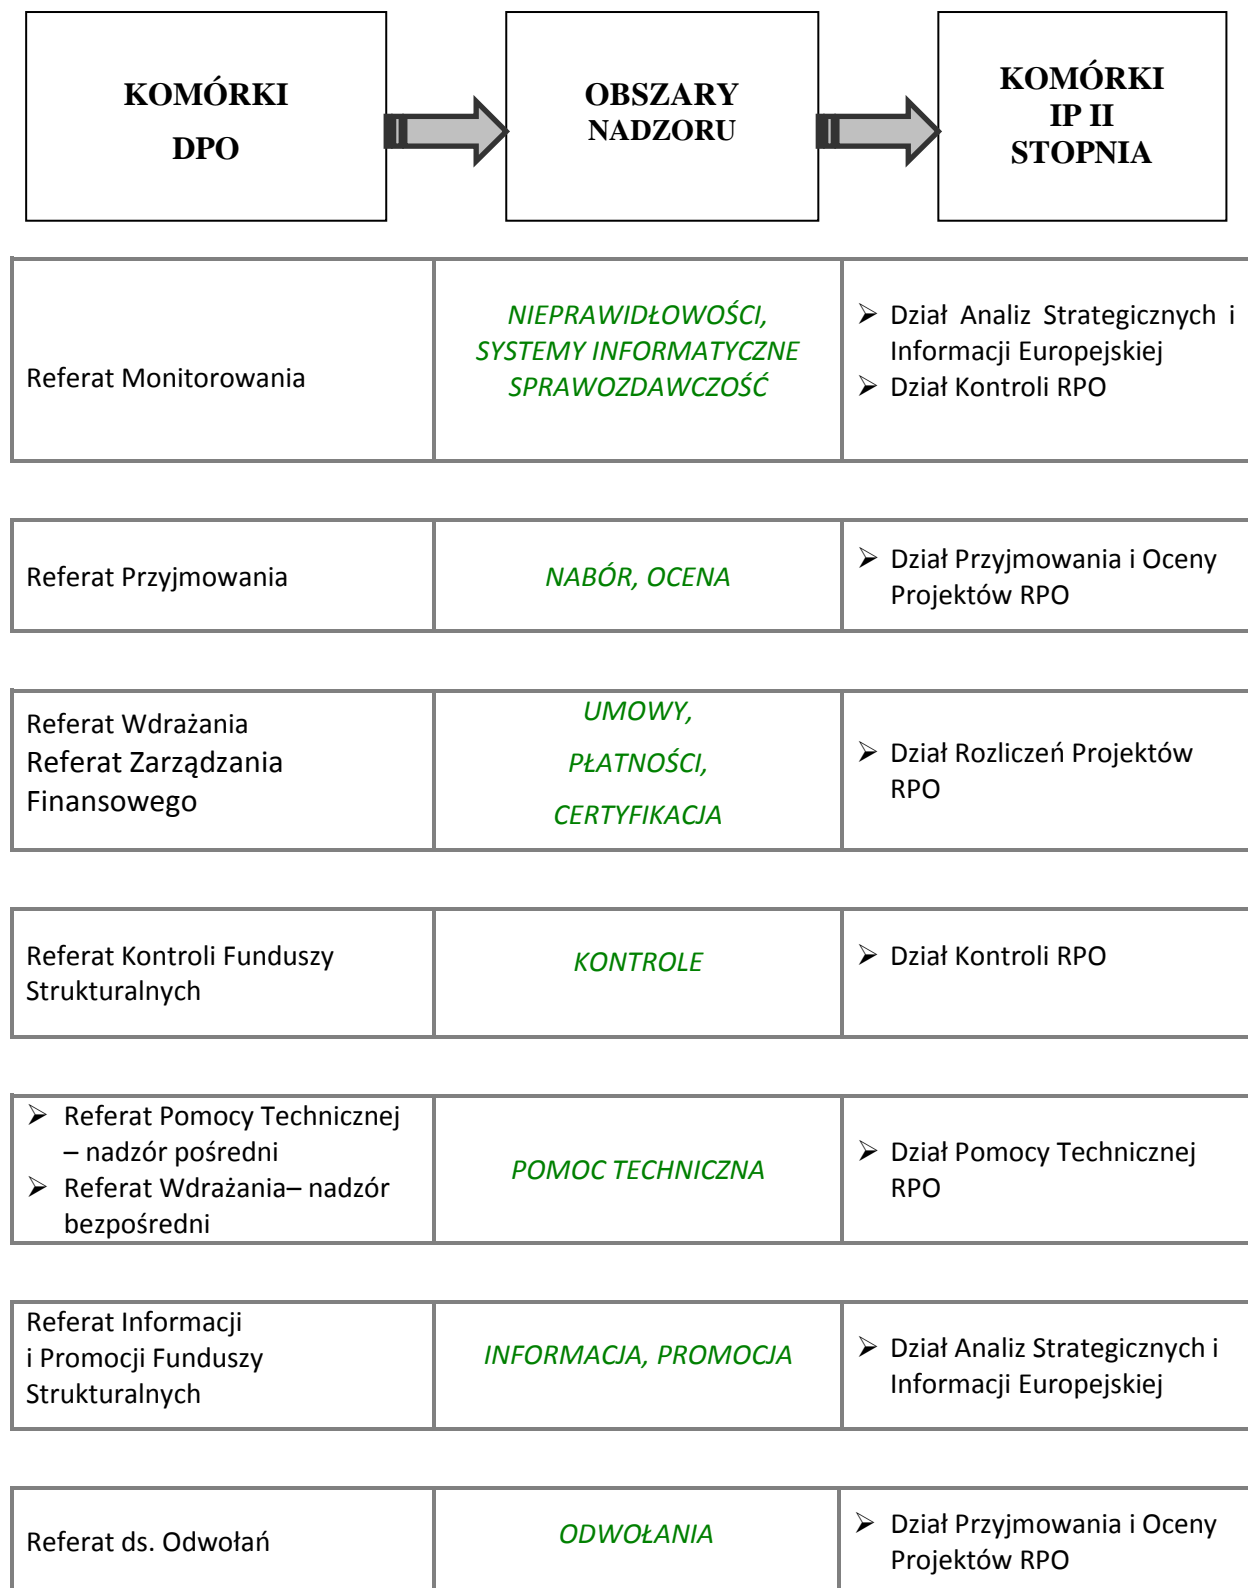 KOMÓRKI
DPO
OBSZARY
NADZORU
KOMÓRKI
IP II
STOPNIA
Referat Monitorowania
NIEPRAWIDŁOWOŚCI,
SYSTEMY INFORMATYCZNE
SPRAWOZDAWCZOŚĆ
➢ Dział Analiz Strategicznych i
Informacji Europejskiej
➢ Dział Kontroli RPO
Referat Przyjmowania
NABÓR, OCENA
➢ Dział Przyjmowania i Oceny
Projektów RPO
Referat Wdrażania
Referat Zarządzania
Finansowego
UMOWY,
PŁATNOŚCI,
CERTYFIKACJA
➢ Dział Rozliczeń Projektów
RPO
Referat Kontroli Funduszy
Strukturalnych
KONTROLE
➢ Dział Kontroli RPO
➢ Referat Pomocy Technicznej
– nadzór pośredni
➢ Referat Wdrażania– nadzór
bezpośredni
POMOC TECHNICZNA
➢ Dział Pomocy Technicznej
RPO
Referat Informacji
i Promocji Funduszy
Strukturalnych
INFORMACJA, PROMOCJA
➢ Dział Analiz Strategicznych i
Informacji Europejskiej
Referat ds. Odwołań
ODWOŁANIA
➢ Dział Przyjmowania i Oceny
Projektów RPO